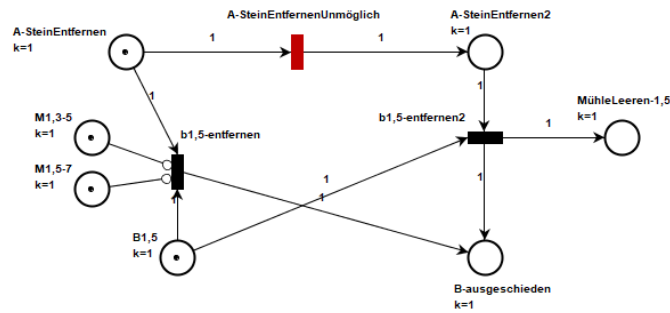 A-SteinEntfernenUnmöglich
A-SteinEntfernen2
k=1
A-SteinEntfernen
k=1
1
1
1
1
M1,3-5
k=1
b1,5-entfernen
b1,5-entfernen2
MühleLeeren-1,5
k=1
1
M1,5-7
k=1
1
1
1
1
B1,5
k=1
B-ausgeschieden
k=1